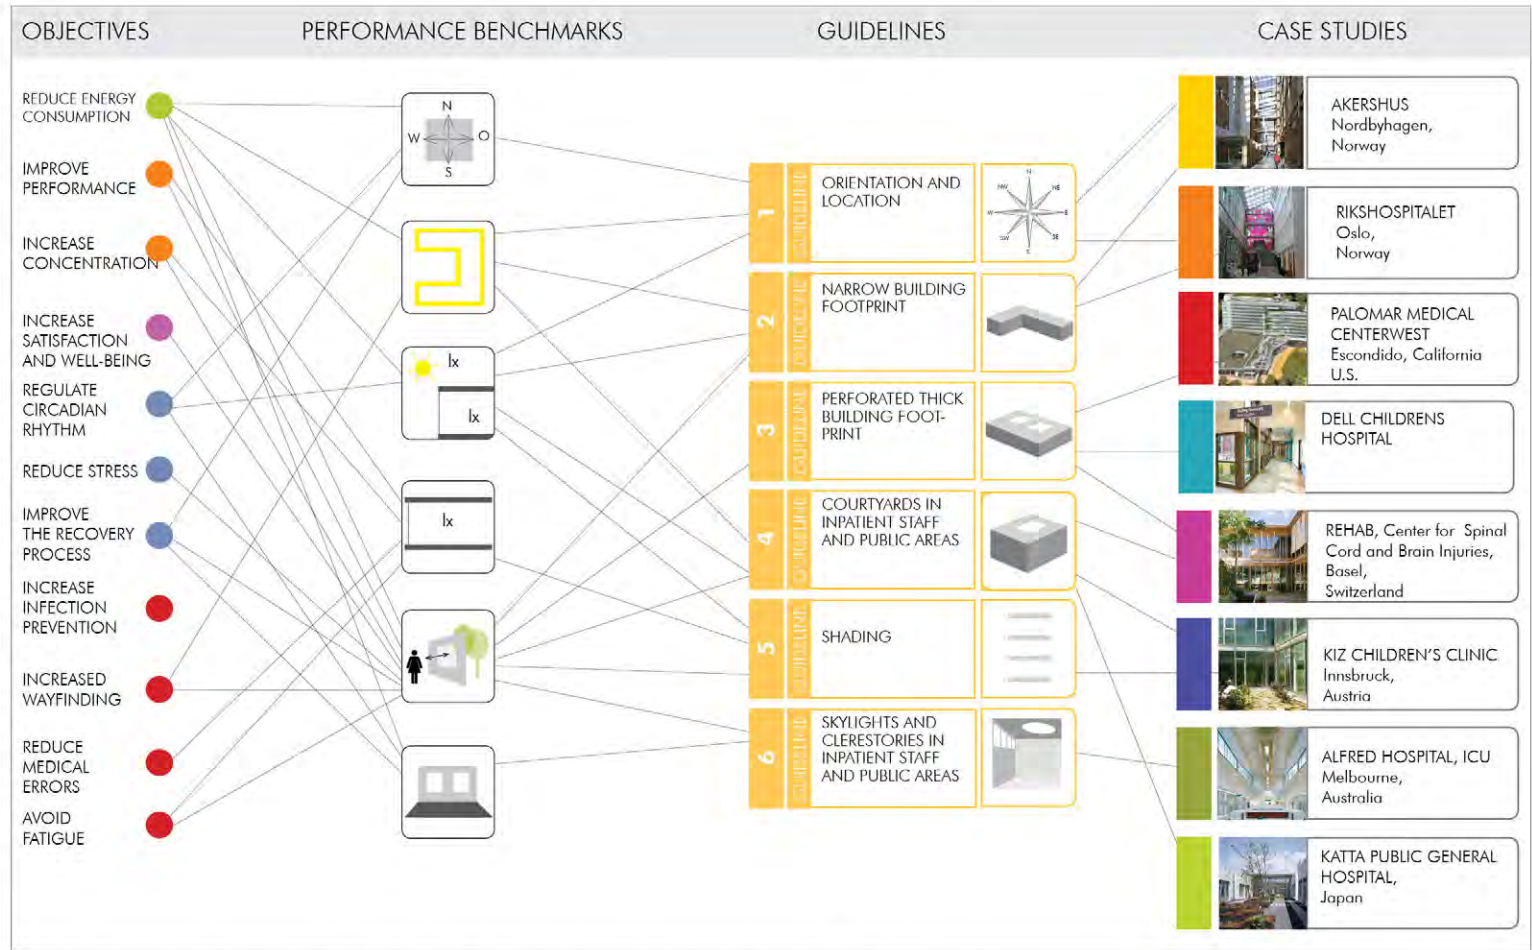 OBJECTIVES
PERFORMANCE BENCHMARKS
GUIDELINES
CASE STUDIES
REDUCE ENERGY
CONSUMPTION
IMPROVE
PERFORMANCE
INCREASE
CONCENTRATION
INCREASE
SATISFACTION
AND WELL-BEING
REGULATE
CIRCADIAN
RHYTHM
REDUCE STRESS
IMPROVE
THE RECOVERY
PROCESS
INCREASE
INFECTION
PREVENTION
INCREASED
WAYFINDING
REDUCE
MEDICAL
ERRORS
AVOID
FATIGUE
N
W O
S
lx
lx
lx
1
GUIDELINE
ORIENTATION AND
LOCATION
N
NW NE
W E
SW SE
S
2
GUIDELINE
NARROW BUILDING
FOOTPRINT
3
GUIDELINE
PERFORATED THICK
BUILDING FOOT-
PRINT
4
GUIDELINE
COURTYARDS IN
INPATIENT STAFF
AND PUBLIC AREAS
5
GUIDELINE
SHADING
6
GUIDELINE
SKYLIGHTS AND
CLERESTORIES IN
INPATIENT STAFF
AND PUBLIC AREAS
AKERSHUS
Nordbyhagen,
Norway
RIKSHOSPITALET
Oslo,
Norway
PALOMAR MEDICAL
CENTERWEST
Escondido, California
U.S.
DELL CHILDRENS
HOSPITAL
REHAB, Center for Spinal
Cord and Brain Injuries,
Basel,
Switzerland
KIZ CHILDREN'S CLINIC
Innsbruck,
Austria
ALFRED HOSPITAL, ICU
Melbourne,
Australia
KATTA PUBLIC GENERAL
HOSPITAL,
Japan